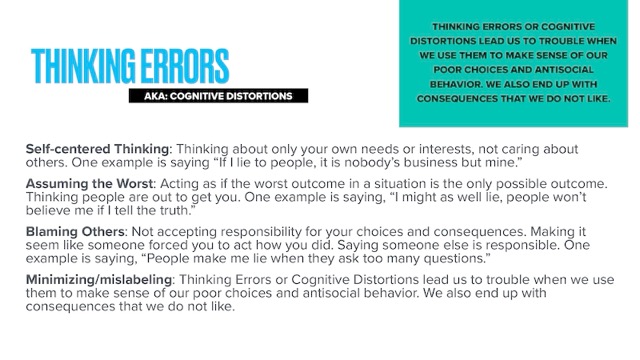 THINKING ERRORS
AKA: COGNITIVE DISTORTIONS
THINKING ERRORS OR COGNITIVE
DISTORTIONS LEAD US TO TROUBLE WHEN
WE USE THEM TO MAKE SENSE OF OUR
POOR CHOICES AND ANTISOCIAL
BEHAVIOR. WE ALSO END UP WITH
CONSEQUENCES THAT WE DO NOT LIKE.
Self-centered Thinking: Thinking about only your own needs or interests, not caring about
others. One example is saying “If I lie to people, it is nobody’s business but mine.”
Assuming the Worst: Acting as if the worst outcome in a situation is the only possible outcome.
Thinking people are out to get you. One example is saying, “I might as well lie, people won’t
believe me if I tell the truth.”
Blaming Others: Not accepting responsibility for your choices and consequences. Making it
seem like someone forced you to act how you did. Saying someone else is responsible. One
example is saying, “People make me lie when they ask too many questions.”
Minimizing/mislabeling: Thinking Errors or Cognitive Distortions lead us to trouble when we use
them to make sense of our poor choices and antisocial behavior. We also end up with
consequences that we do not like.